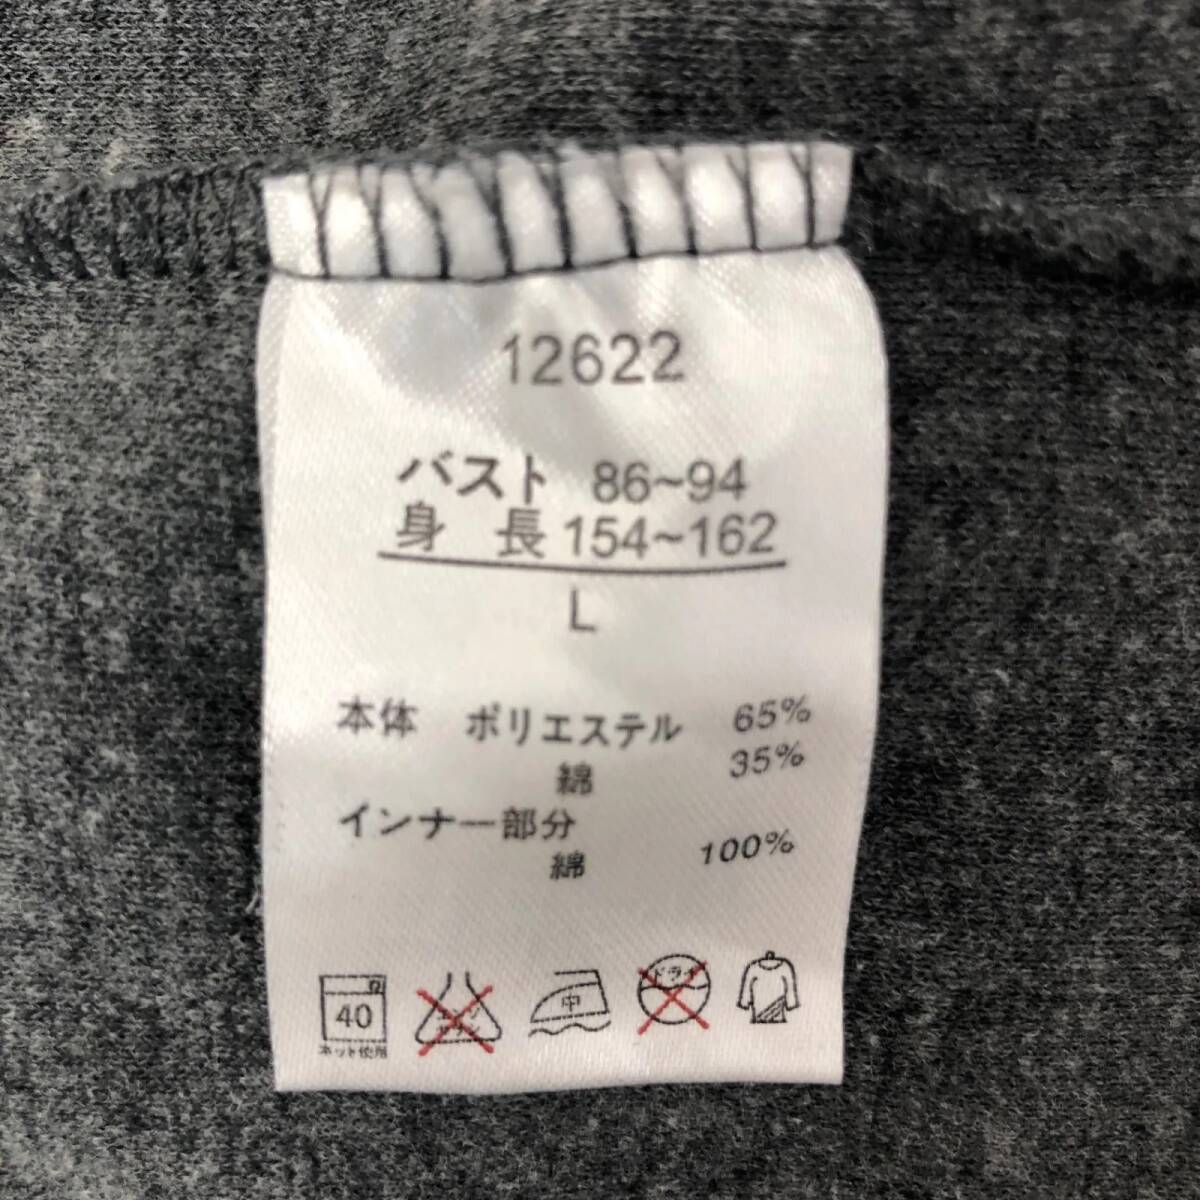 12622
バスト 86~94
身 長 154~162
L
本体 ポリエステル 65%
綿 35%
インナー部分
綿 100%
40 中 ドライ
ネット使用